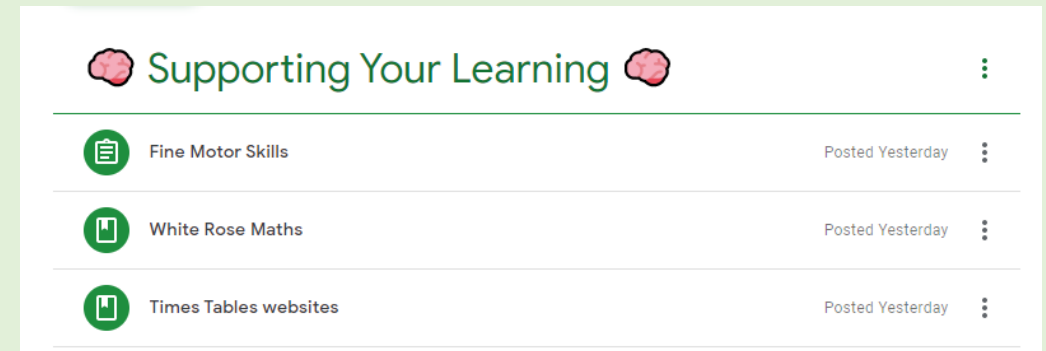 🧠 Supporting Your Learning 🧠
Fine Motor Skills Posted Yesterday
White Rose Maths Posted Yesterday
Times Tables websites Posted Yesterday